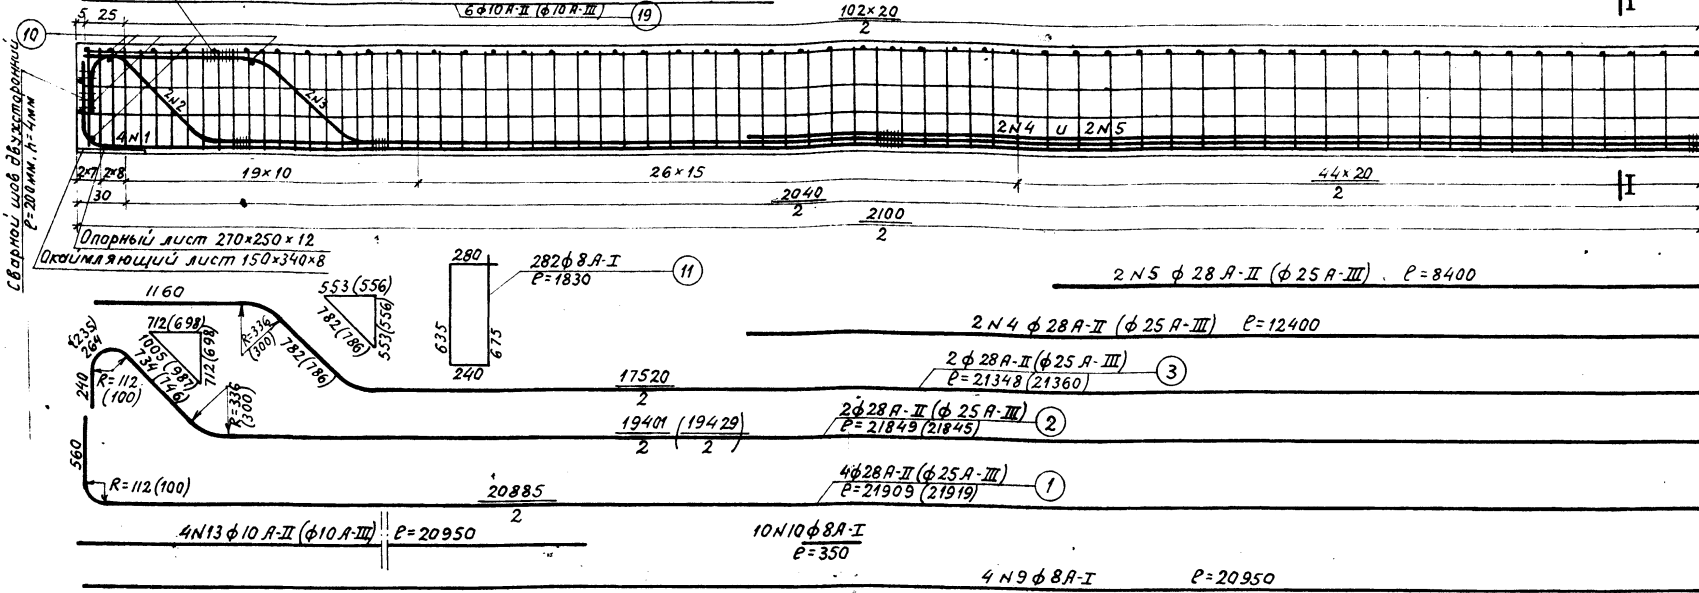 6ф10А-II (ф10А-III) 19
102×20
2
I
5 25
10
Сварной шов двухсторонний
ℓ=200мм, h=4мм
2N2
2N3
4N1
2N4 и 2N5
2×7 2×8 19×10 26×15 44×20
2
I
30
2040
2
2100
2
Опорный лист 270×250×12
Окаймляющий лист 150×340×8
280
282ф8А-I 11
ℓ=1830
635
675
240
553(556)
782(786)
553(556)
2N5 ф28А-II (ф25А-III) ℓ=8400
1160
R=336
(300)
782(786)
2N4 ф28А-II (ф25А-III) ℓ=12400
712(698)
1005(987)
712(698)
(235)
264
734(746)
240
R=112
(100)
R=336
(300)
17520
2
2ф28А-II(ф25А-III) 3
ℓ=21348(21360)
19401 (19429)
2 2
2ф28А-II(ф25А-III) 2
ℓ=21849(21845)
560
R=112(100)
20885
2
4ф28А-II(ф25А-III) 1
ℓ=21909(21919)
4N13ф10А-II(ф10А-III) ℓ=20950
10N10ф8А-I
ℓ=350
4N9ф8А-I ℓ=20950